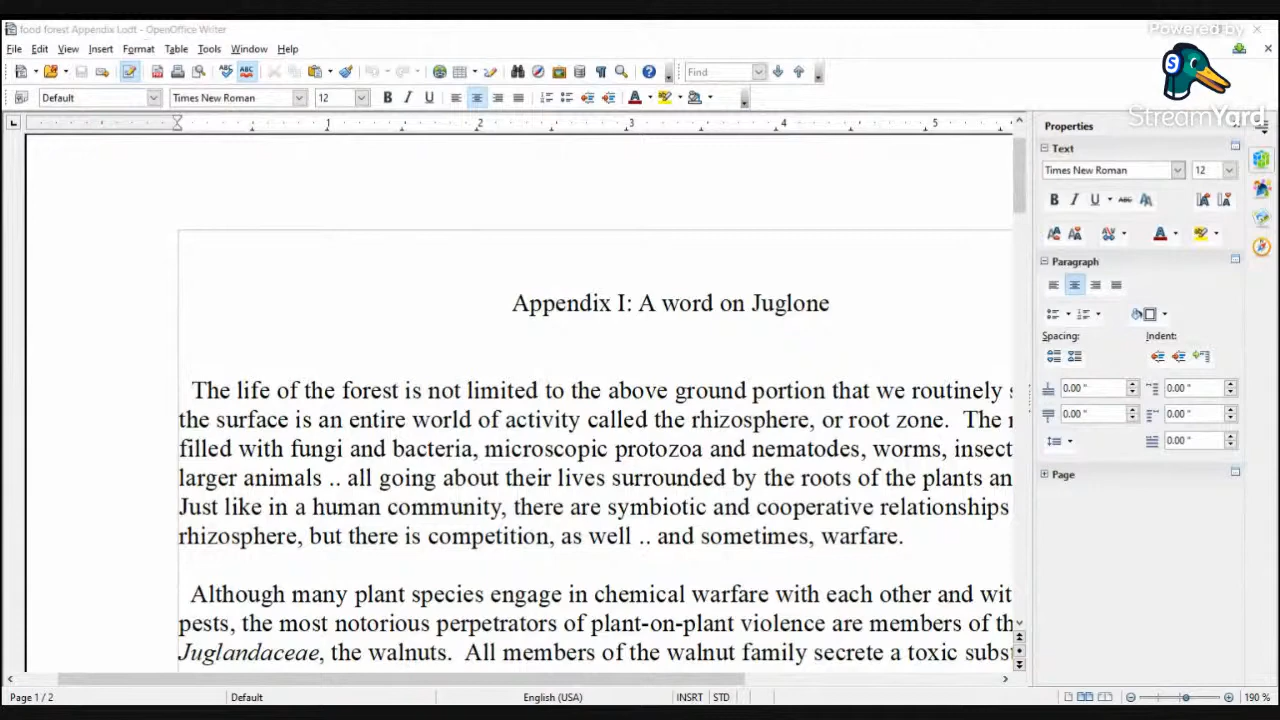 food forest Appendix I.odt - OpenOffice Writer
Powered by
File Edit View Insert Format Table Tools Window Help
S
StreamYard
Find
Default Times New Roman 12
1 2 3 4 5
Properties
Text
Times New Roman 12
Paragraph
Spacing: Indent:
0.00 " 0.00 "
0.00 " 0.00 "
0.00 "
Page
Appendix I: A word on Juglone
The life of the forest is not limited to the above ground portion that we routinely
the surface is an entire world of activity called the rhizosphere, or root zone. The
filled with fungi and bacteria, microscopic protozoa and nematodes, worms, insect
larger animals .. all going about their lives surrounded by the roots of the plants an
Just like in a human community, there are symbiotic and cooperative relationships
rhizosphere, but there is competition, as well .. and sometimes, warfare.
Although many plant species engage in chemical warfare with each other and wit
pests, the most notorious perpetrators of plant-on-plant violence are members of th
Juglandaceae, the walnuts. All members of the walnut family secrete a toxic subst
Page 1 / 2 Default English (USA) INSRT STD 190 %